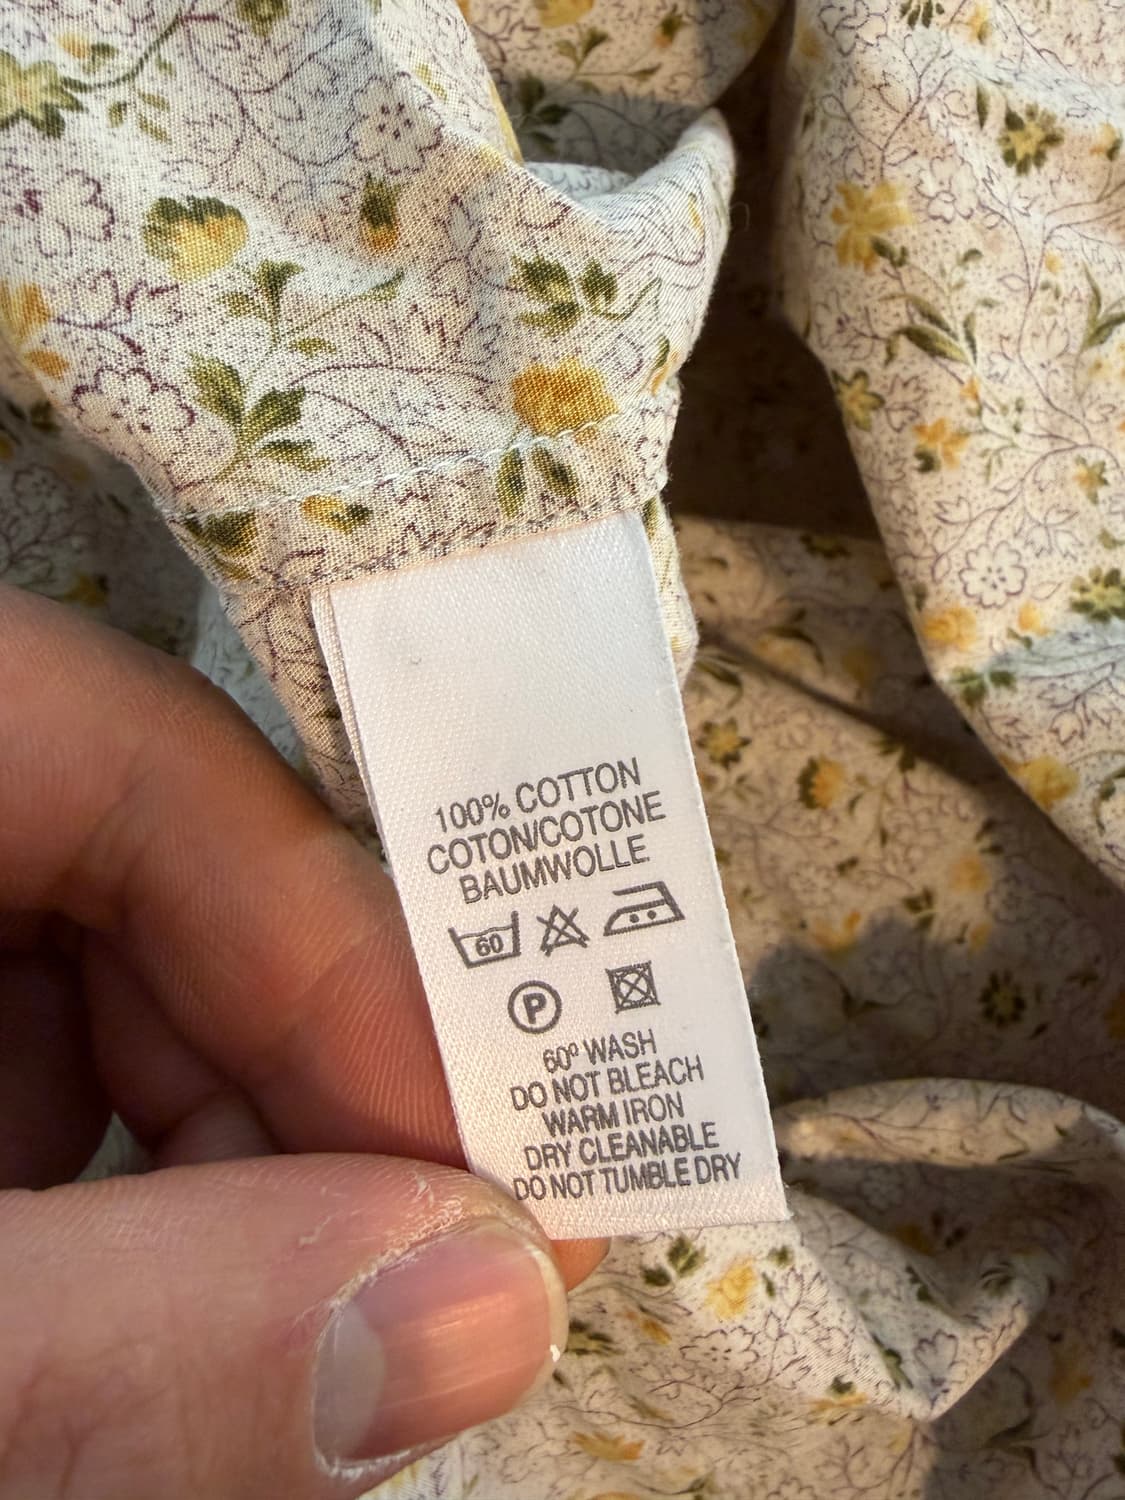 100% COTTON
COTON/COTONE
BAUMWOLLE
60
P
60º WASH
DO NOT BLEACH
WARM IRON
DRY CLEANABLE
DO NOT TUMBLE DRY